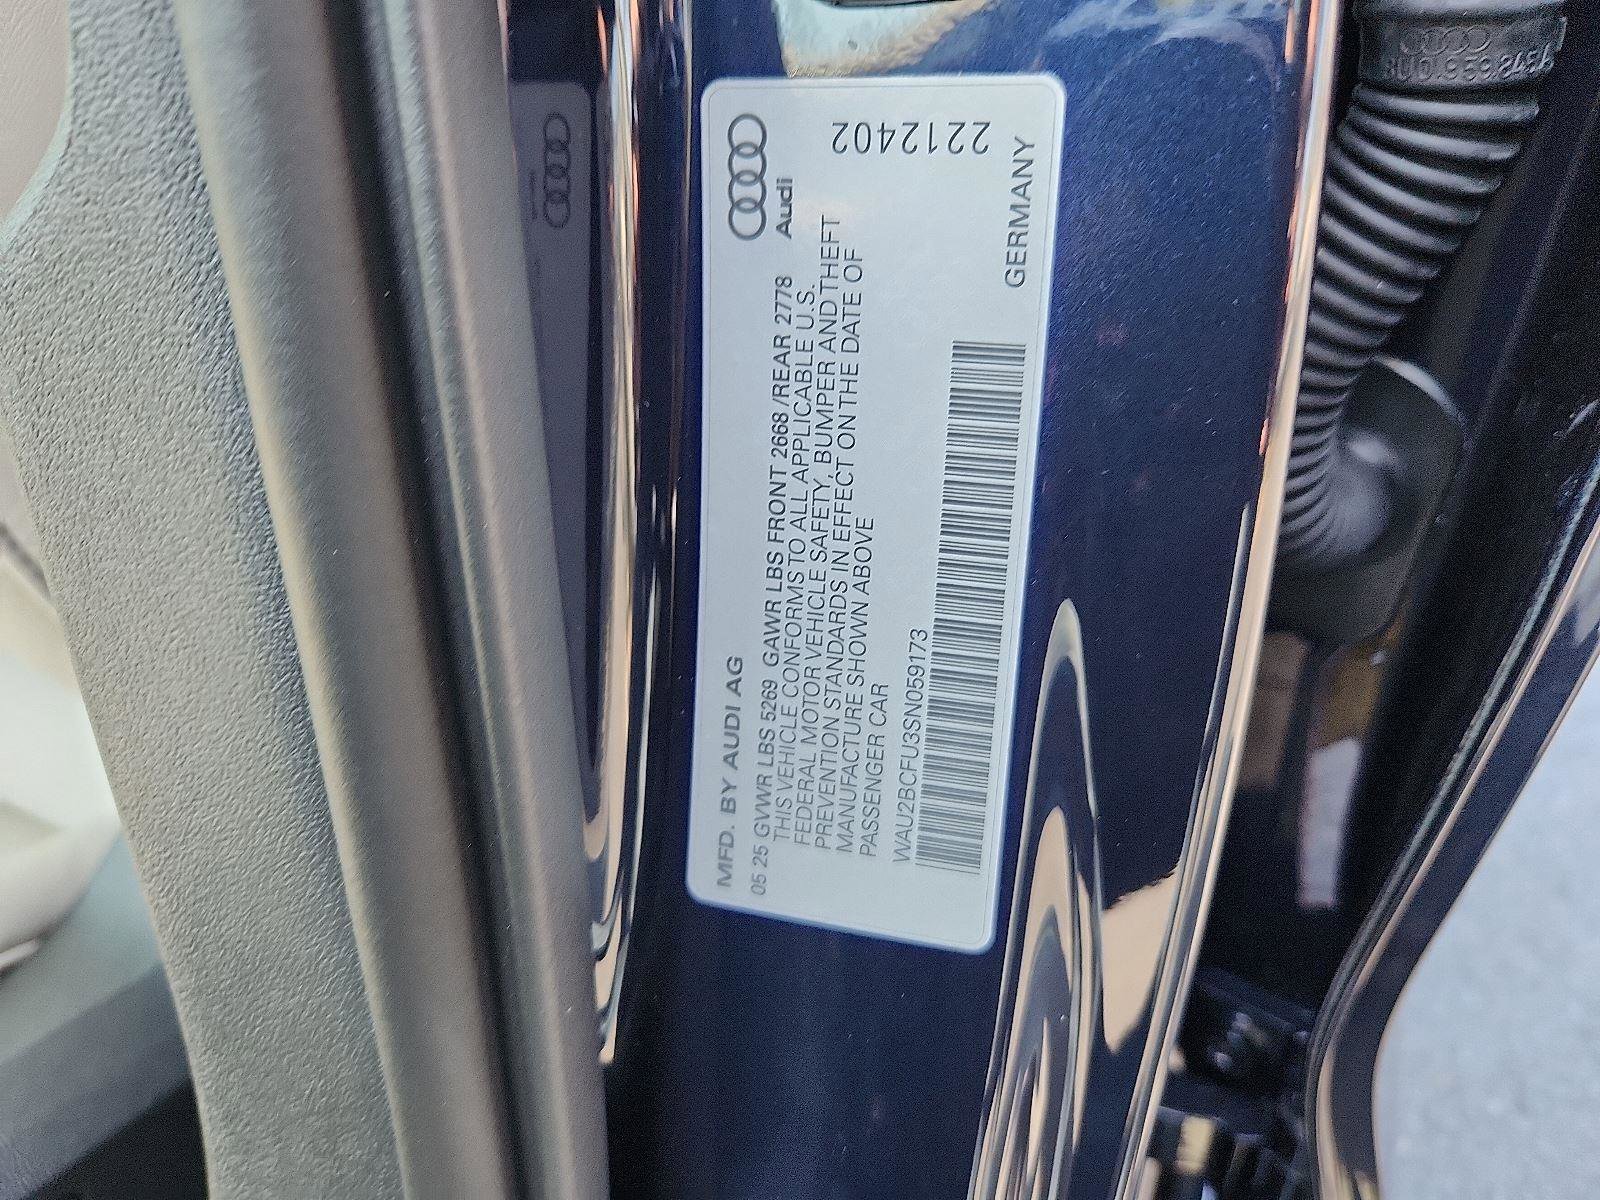 MFD. BY AUDI AG
Audi
05 25 GVWR LBS 5269 GAWR LBS FRONT 2668 /REAR 2778
THIS VEHICLE CONFORMS TO ALL APPLICABLE U.S.
FEDERAL MOTOR VEHICLE SAFETY, BUMPER AND THEFT
PREVENTION STANDARDS IN EFFECT ON THE DATE OF
MANUFACTURE SHOWN ABOVE
PASSENGER CAR
WAU2BCFU3SN059173
GERMANY
2212402